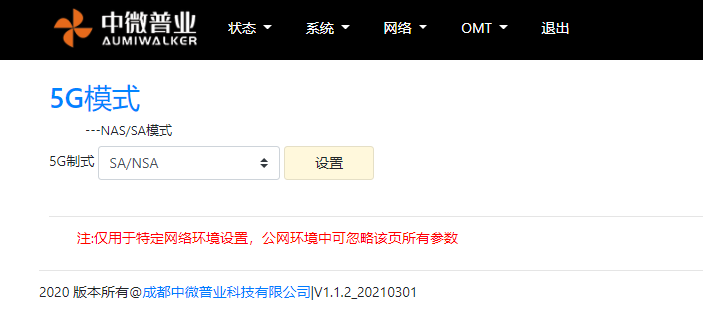 中微普业 AUMIWALKER 状态 系统 网络 OMT 退出
5G模式
---NAS/SA模式
5G制式 SA/NSA 设置
注:仅用于特定网络环境设置，公网环境中可忽略该页所有参数
2020 版本所有@成都中微普业科技有限公司|V1.1.2_20210301